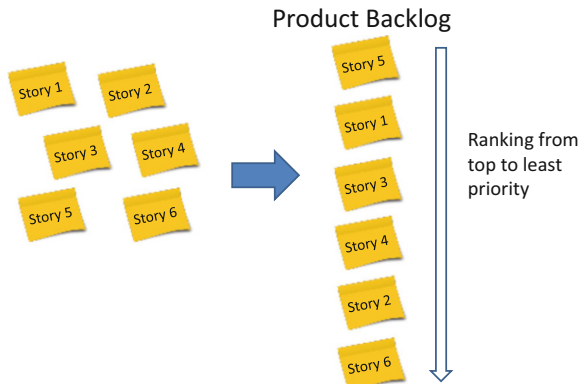 Product Backlog
Story 1
Story 2
Story 3
Story 4
Story 5
Story 6
Story 5
Story 1
Story 3
Story 4
Story 2
Story 6
Ranking from
top to least
priority